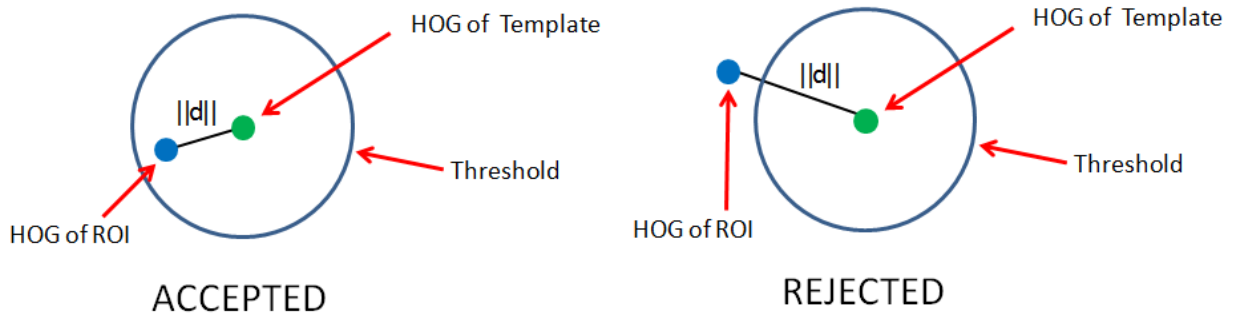 HOG of Template
||d||
Threshold
HOG of ROI
ACCEPTED
HOG of Template
||d||
Threshold
HOG of ROI
REJECTED